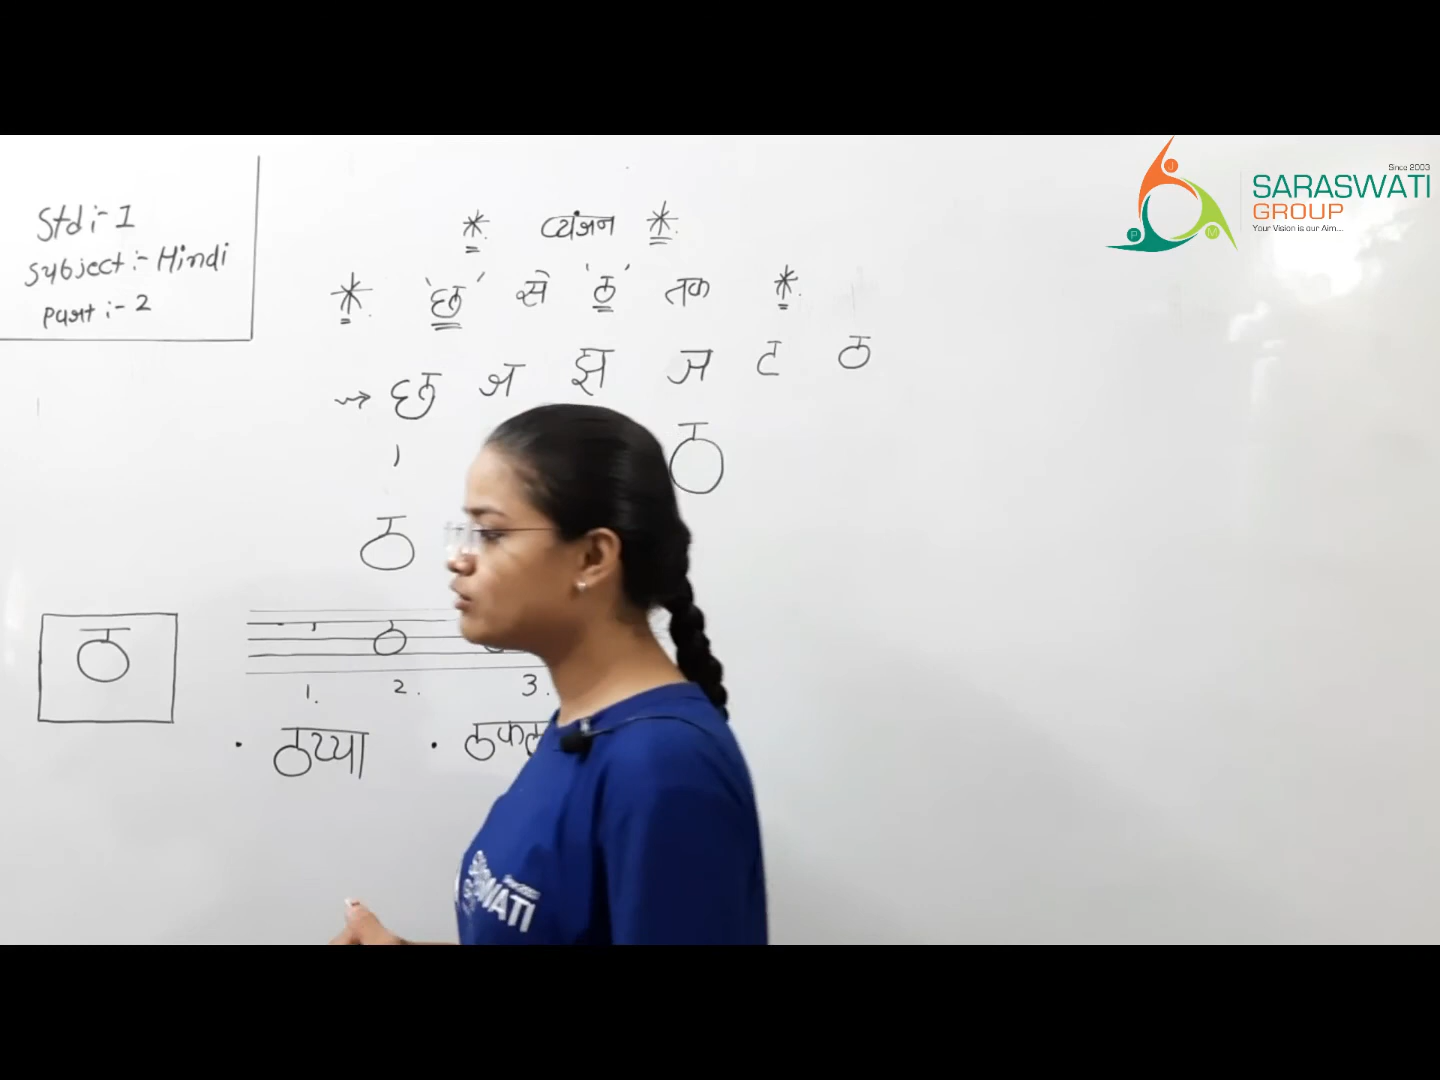 Std :- 1
Subject :- Hindi
Part :- 2
* व्यंजन *
* 'छ' से 'ठ' तक *
→ छ ज झ ञ ट ठ
ठ
ठ
ठ
ठ
1. 2. 3.
• ठप्पा •
Since 2003
SARASWATI
GROUP
Your Vision is our Aim...
J
P
M